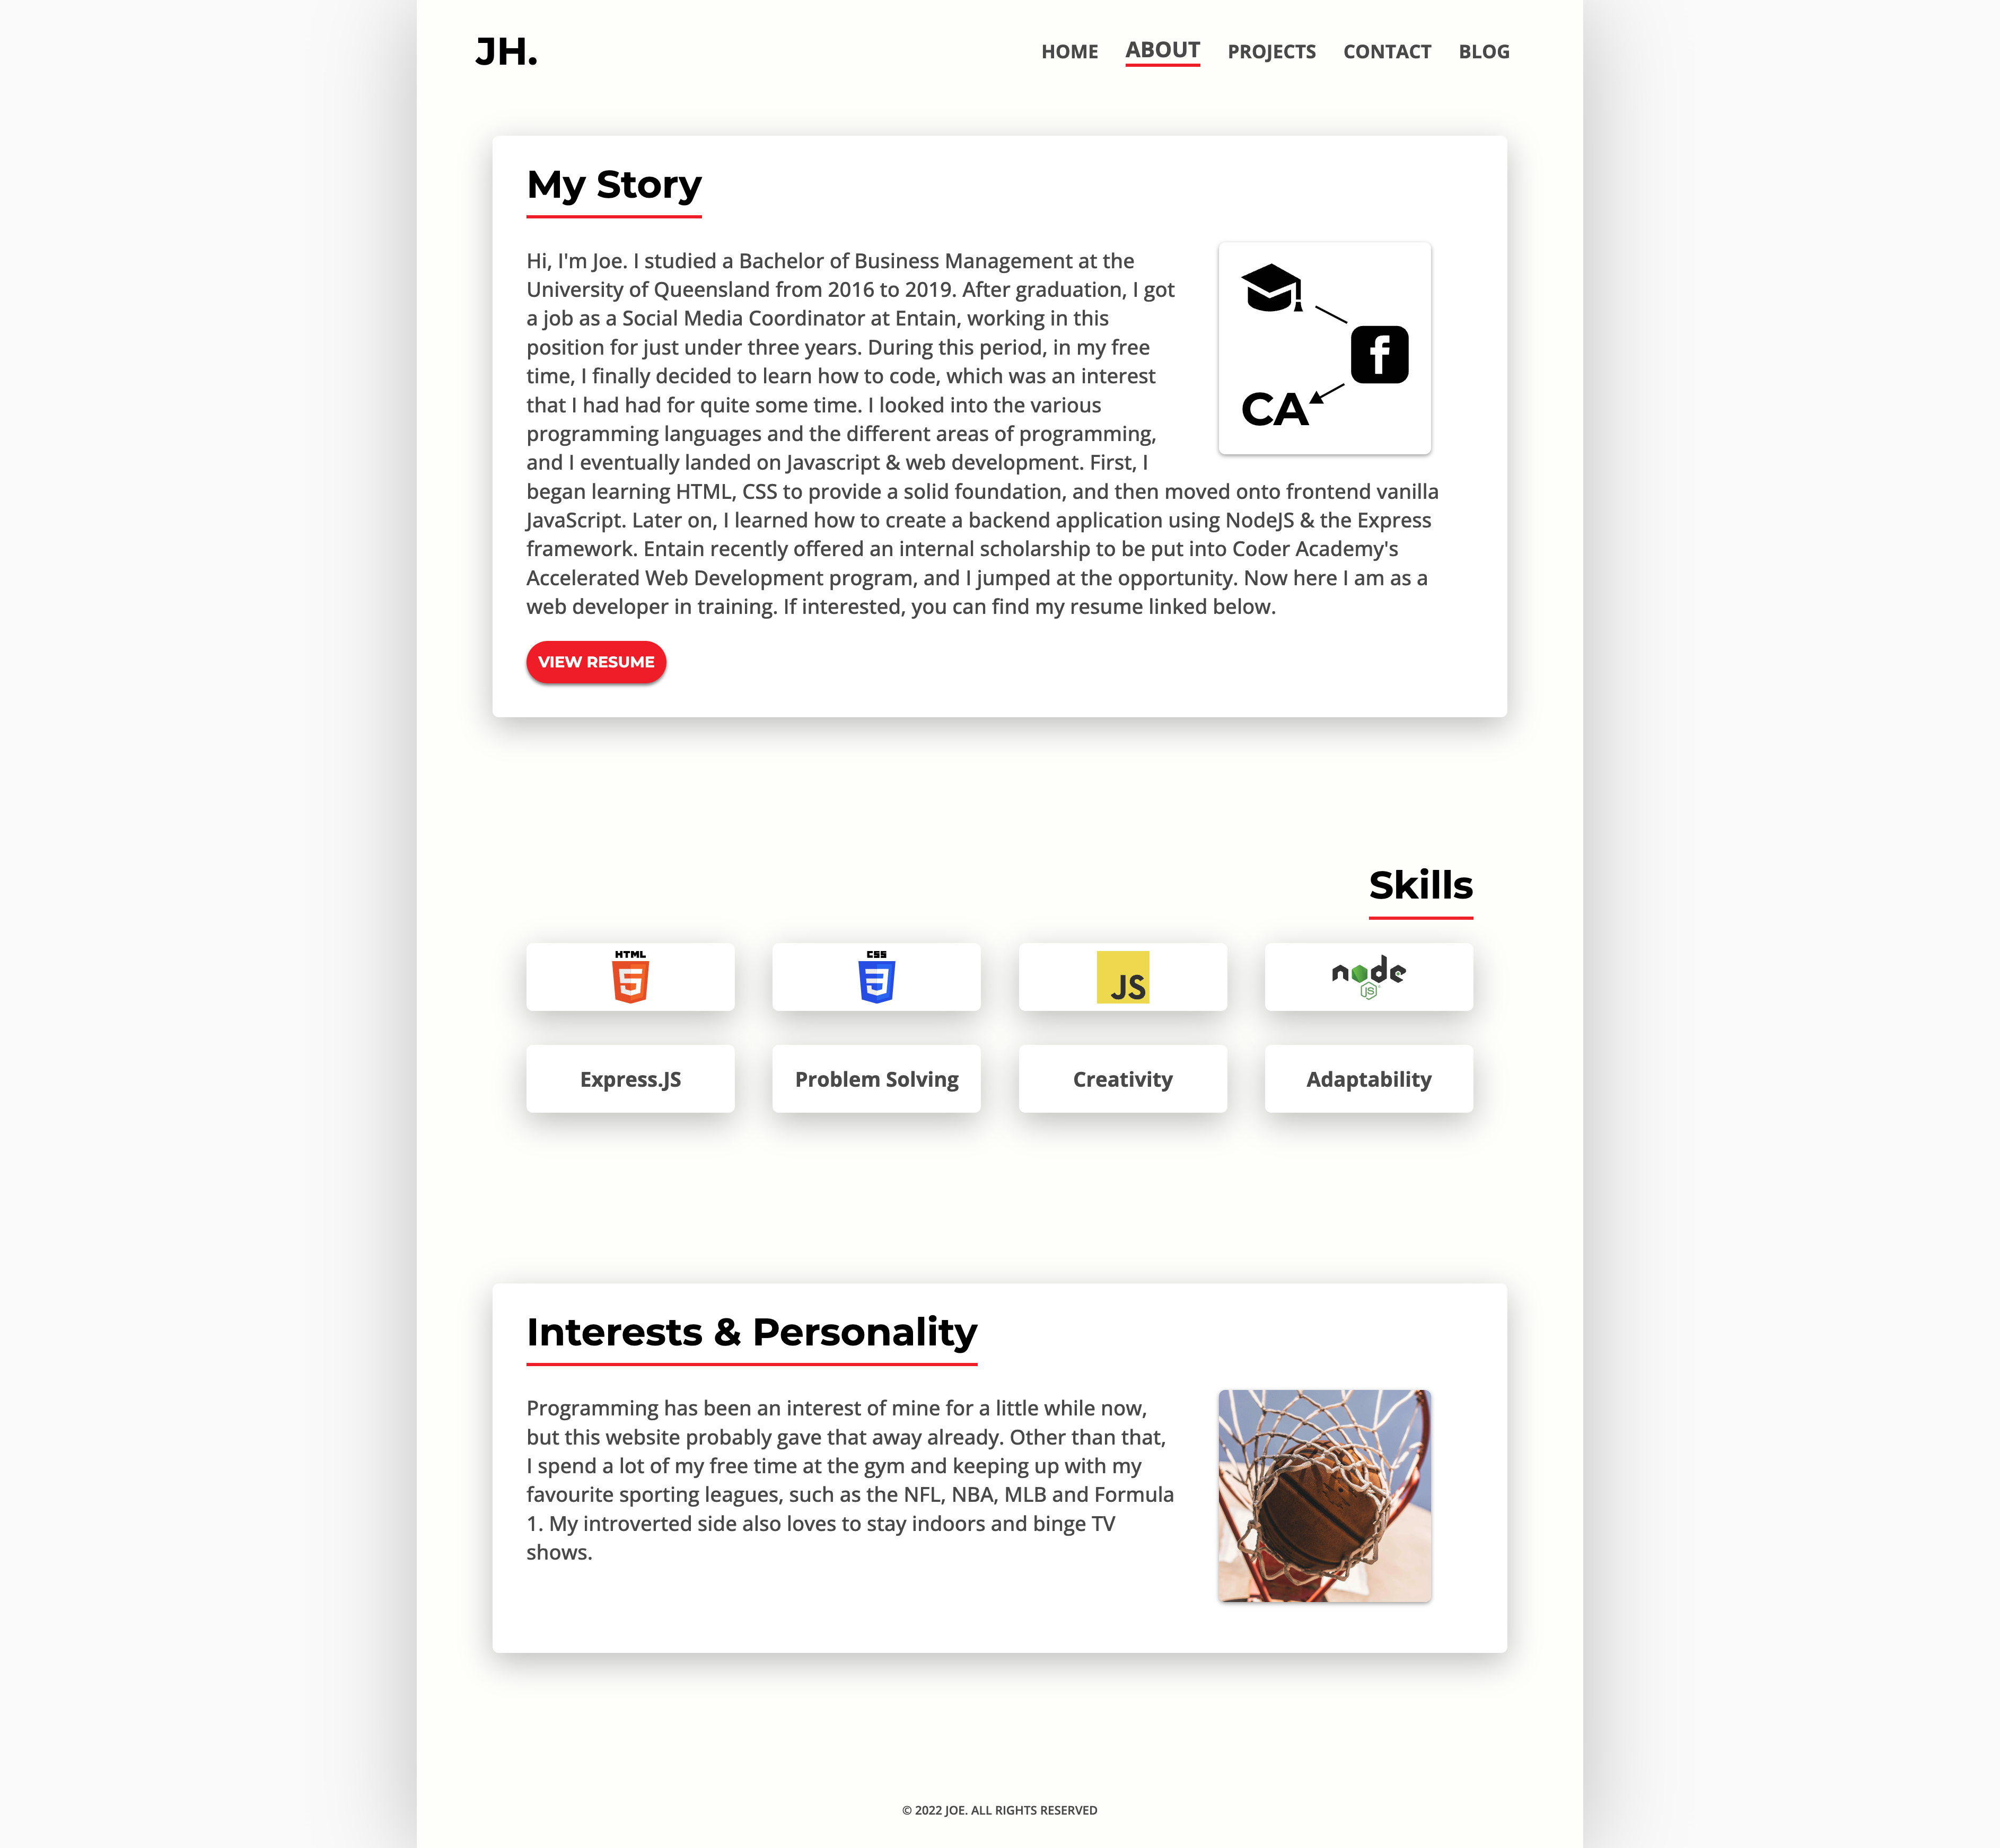 JH.
HOME ABOUT PROJECTS CONTACT BLOG
My Story
Hi, I'm Joe. I studied a Bachelor of Business Management at the
University of Queensland from 2016 to 2019. After graduation, I got
a job as a Social Media Coordinator at Entain, working in this
position for just under three years. During this period, in my free
time, I finally decided to learn how to code, which was an interest
that I had had for quite some time. I looked into the various
programming languages and the different areas of programming,
and I eventually landed on Javascript & web development. First, I
began learning HTML, CSS to provide a solid foundation, and then moved onto frontend vanilla
JavaScript. Later on, I learned how to create a backend application using NodeJS & the Express
framework. Entain recently offered an internal scholarship to be put into Coder Academy's
Accelerated Web Development program, and I jumped at the opportunity. Now here I am as a
web developer in training. If interested, you can find my resume linked below.
f
CA
VIEW RESUME
Skills
HTML
5
CSS
3
JS
node
JS
Express.JS
Problem Solving
Creativity
Adaptability
Interests & Personality
Programming has been an interest of mine for a little while now,
but this website probably gave that away already. Other than that,
I spend a lot of my free time at the gym and keeping up with my
favourite sporting leagues, such as the NFL, NBA, MLB and Formula
1. My introverted side also loves to stay indoors and binge TV
shows.
© 2022 JOE. ALL RIGHTS RESERVED